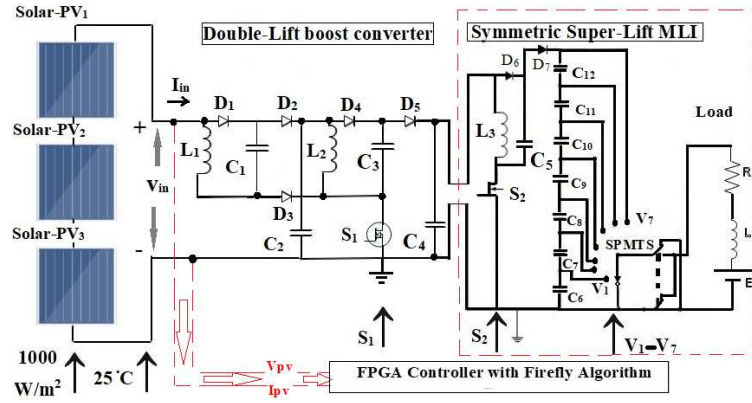 Solar-PV1
Double-Lift boost converter
Symmetric Super-Lift MLI
Iin
D1
D2
D4
D5
D6
D7
C12
C11
Load
Solar-PV2
+
L1
C1
L2
C3
L3
C5
C10
R
Vin
D3
S2
C9
C8
V7
SPMTS
L
Solar-PV3
-
C2
S1
C4
C7
V1
C6
E
S1
S2
V1-V7
1000
W/m²
25°C
Vpv
Ipv
FPGA Controller with Firefly Algorithm